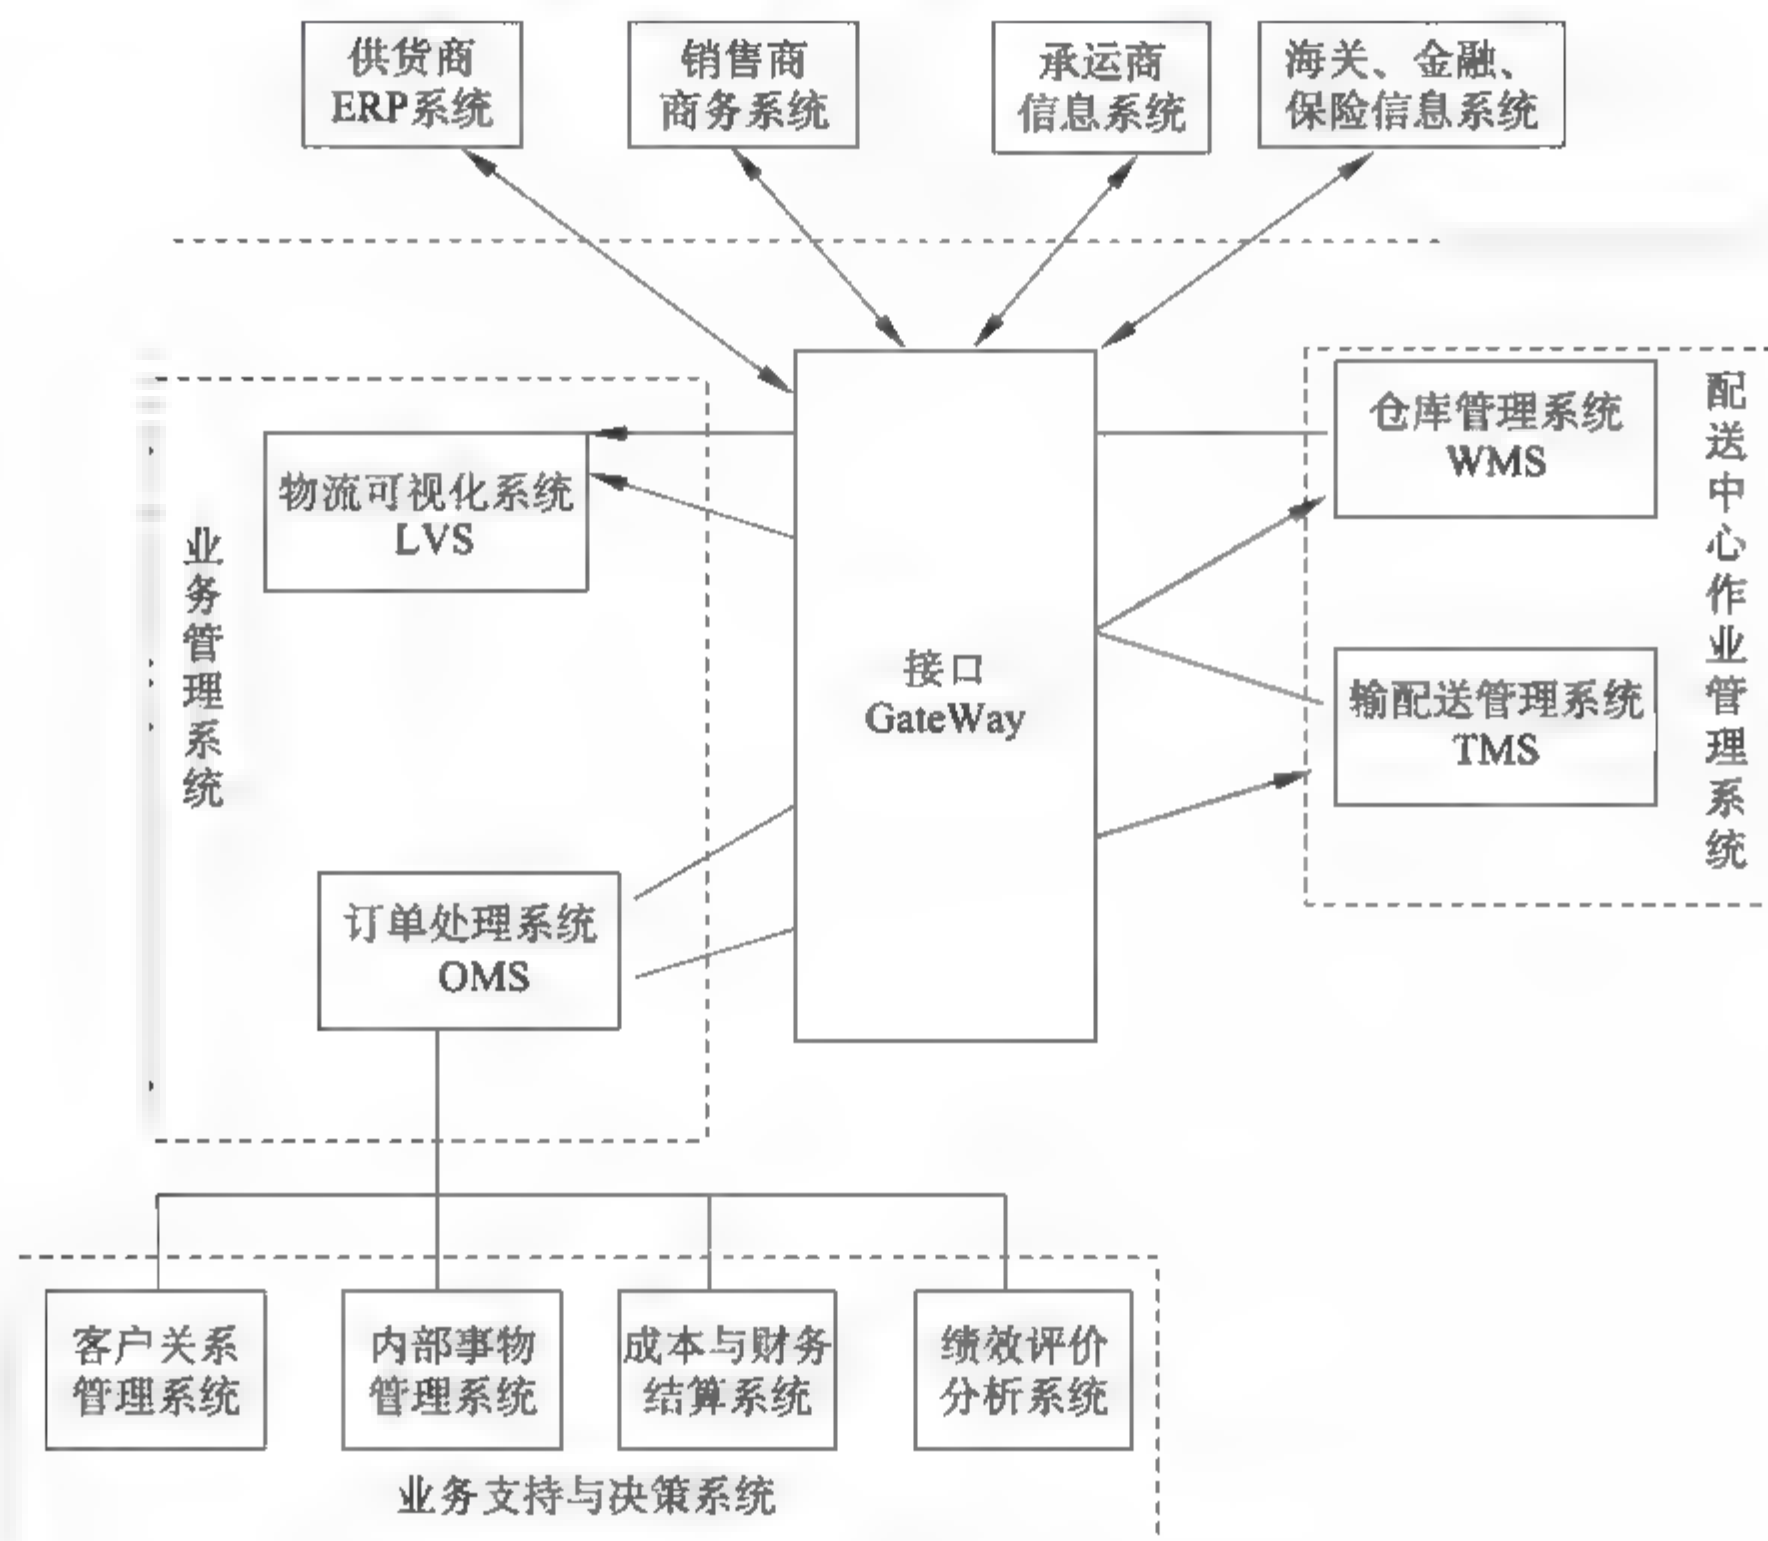 供货商
ERP系统
销售商
商务系统
承运商
信息系统
海关、金融、
保险信息系统
业务管理系统
物流可视化系统
LVS
订单处理系统
OMS
接口
GateWay
仓库管理系统
WMS
输配送管理系统
TMS
配送中心作业管理系统
客户关系
管理系统
内部事物
管理系统
成本与财务
结算系统
绩效评价
分析系统
业务支持与决策系统